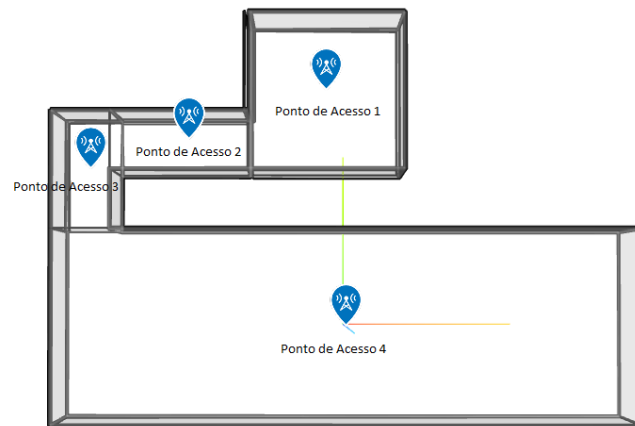 Ponto de Acesso 1
Ponto de Acesso 2
Ponto de Acesso 3
Ponto de Acesso 4